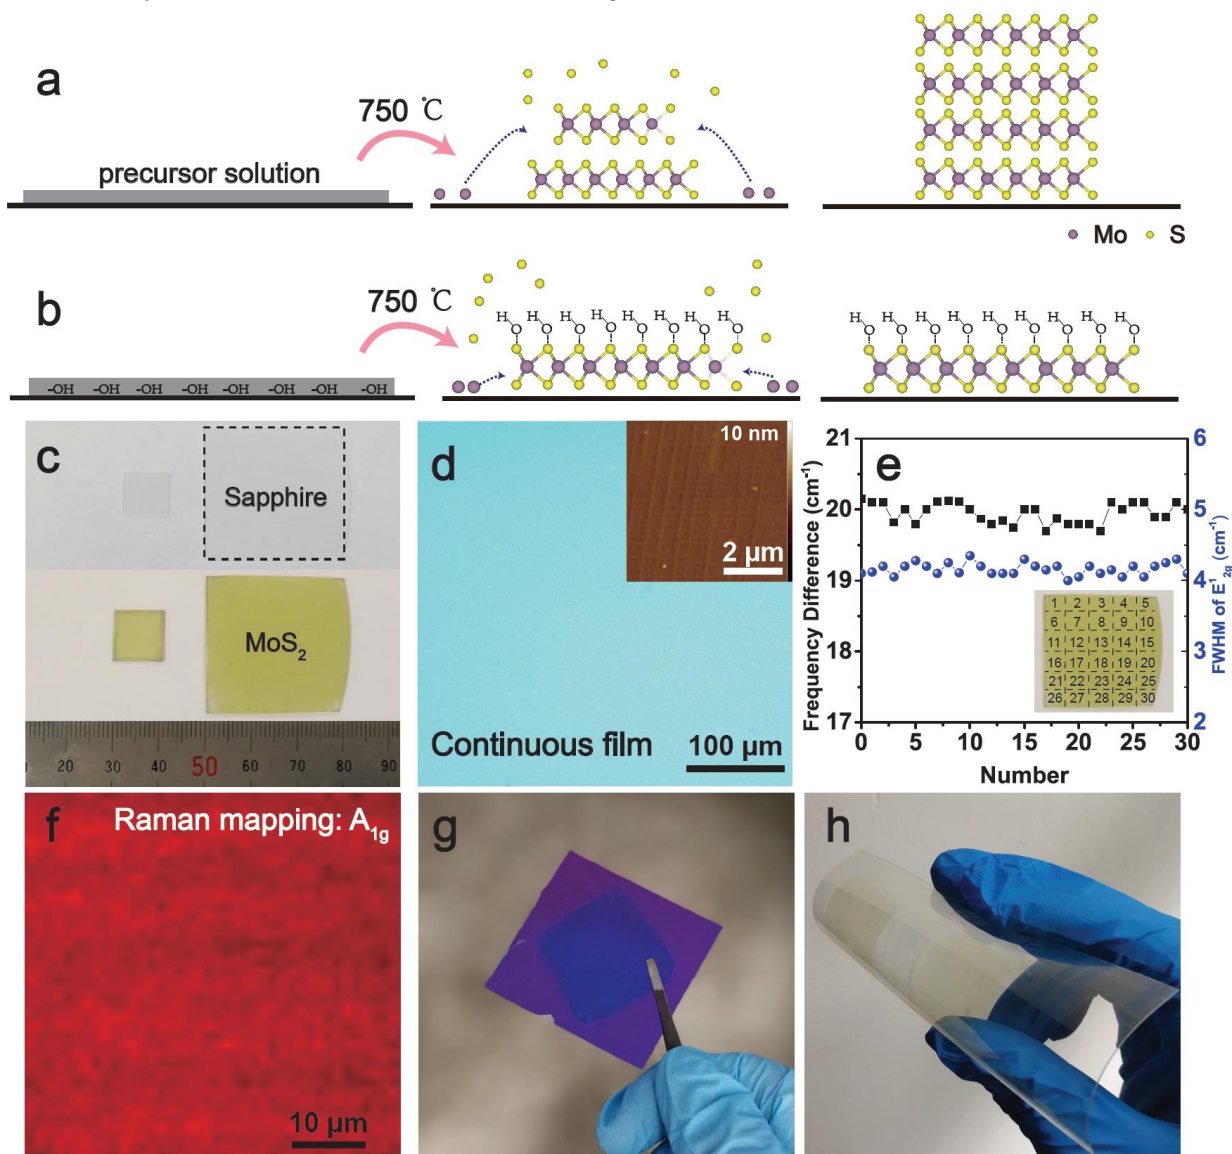 a
750 ℃
precursor solution
Mo
S
b
750 ℃
H H H H H H H H
O O O O O O O O
H H H H H H H H
O O O O O O O O
-OH -OH -OH -OH -OH -OH -OH -OH
c
Sapphire
MoS2
20 30 40 50 60 70 80 90
d
10 nm
2 μm
Continuous film
100 μm
e
Frequency Difference (cm-1)
21
20
19
18
17
FWHM of E12g (cm-1)
6
5
4
3
2
1 2 3 4 5
6 7 8 9 10
11 12 13 14 15
16 17 18 19 20
21 22 23 24 25
26 27 28 29 30
0 5 10 15 20 25 30
Number
f
Raman mapping: A1g
10 μm
g
h